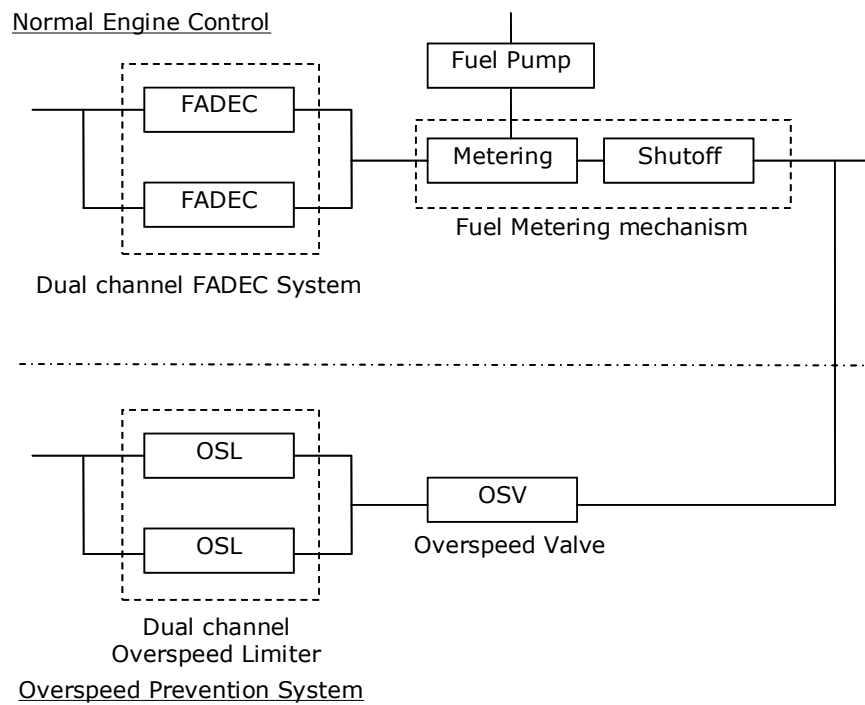 Normal Engine Control
Fuel Pump
FADEC
Metering
Shutoff
FADEC
Fuel Metering mechanism
Dual channel FADEC System
OSL
OSV
OSL
Overspeed Valve
Dual channel
Overspeed Limiter
Overspeed Prevention System